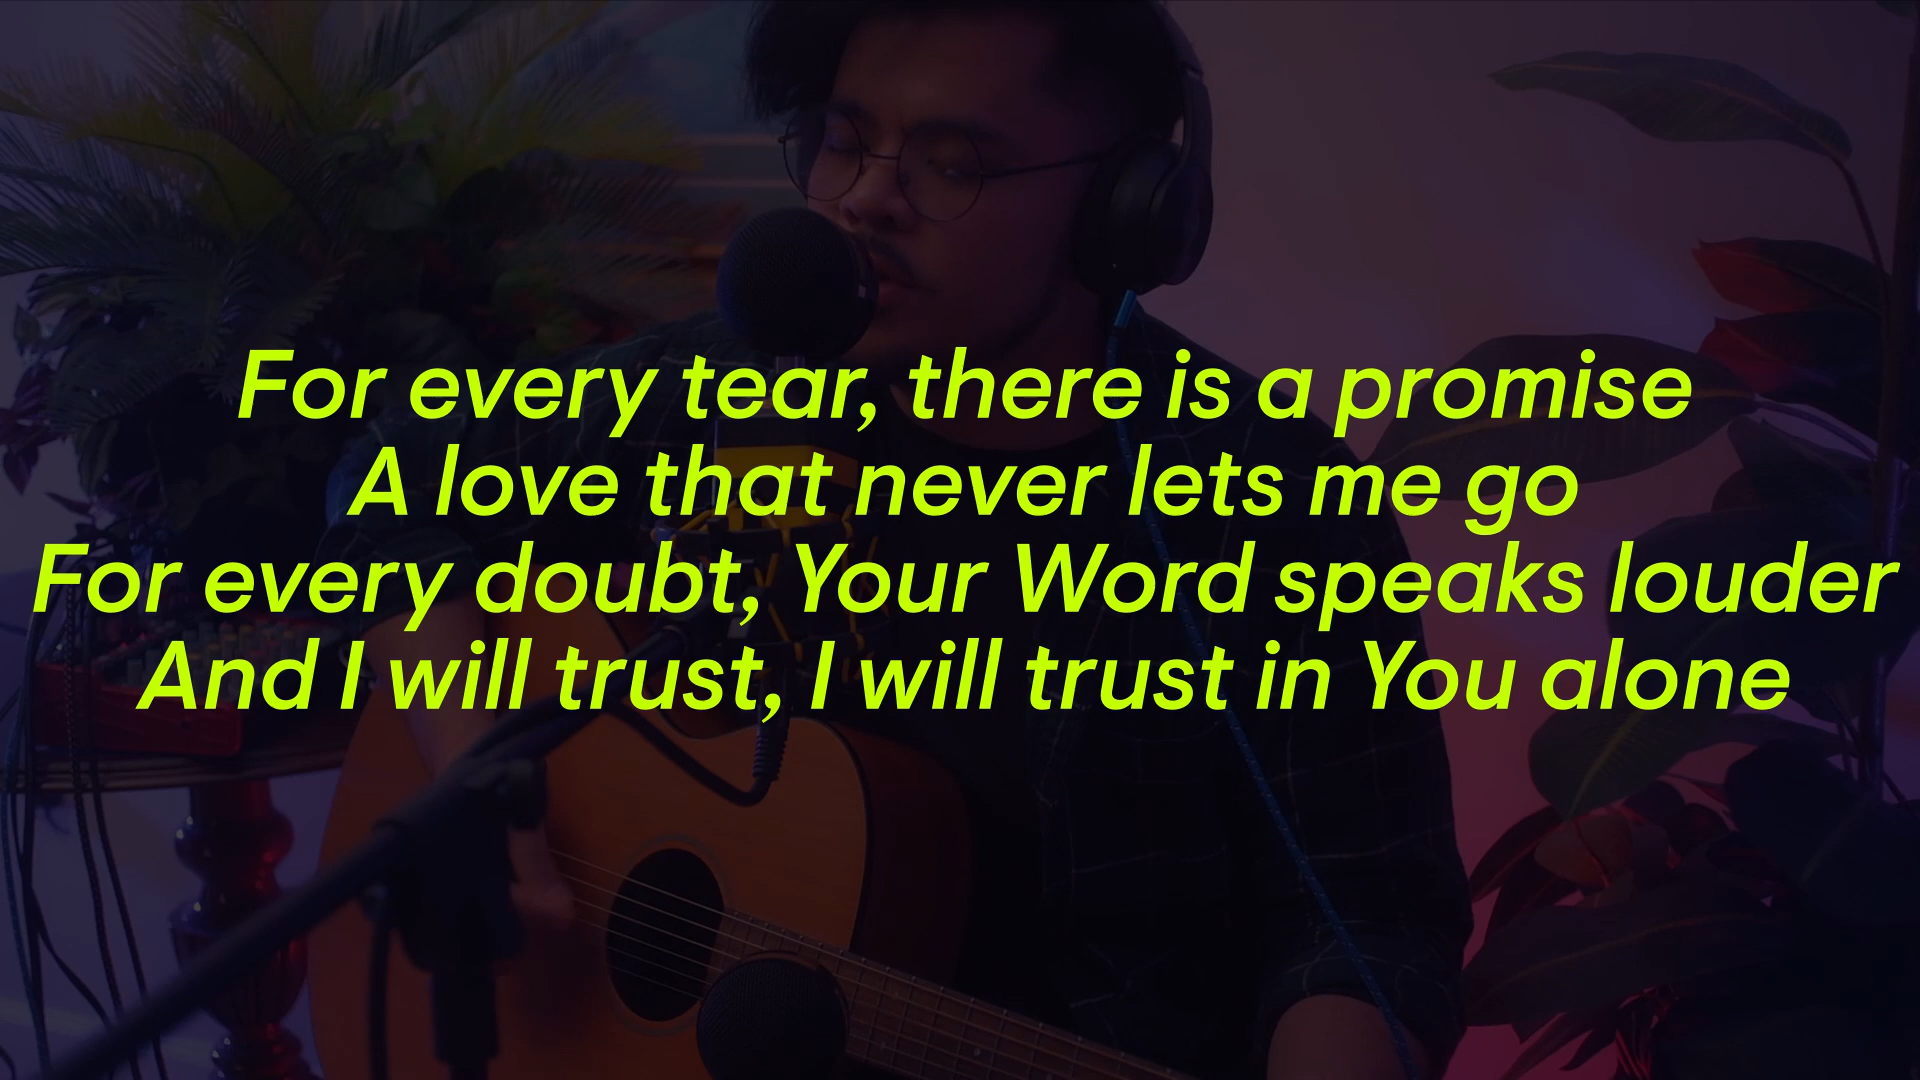 For every tear, there is a promise
A love that never lets me go
For every doubt, Your Word speaks louder
And I will trust, I will trust in You alone